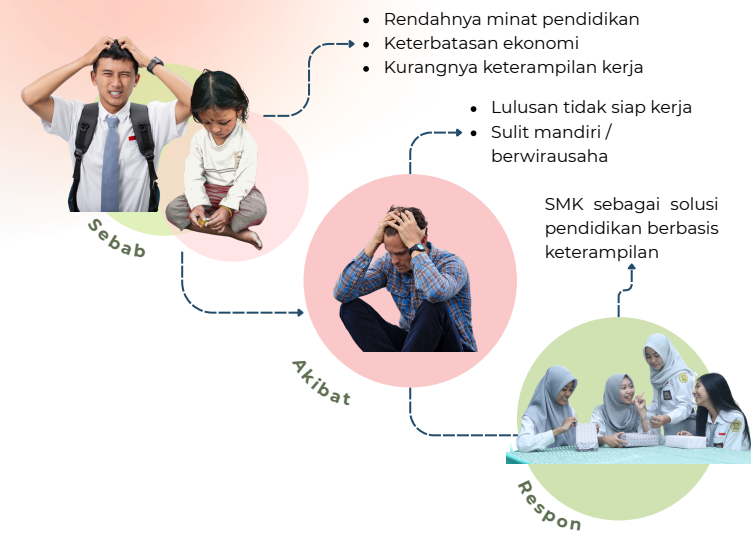 • Rendahnya minat pendidikan
• Keterbatasan ekonomi
• Kurangnya keterampilan kerja
• Lulusan tidak siap kerja
• Sulit mandiri /
berwirausaha
SMK sebagai solusi
pendidikan berbasis
keterampilan
Sebab
Akibat
Respon